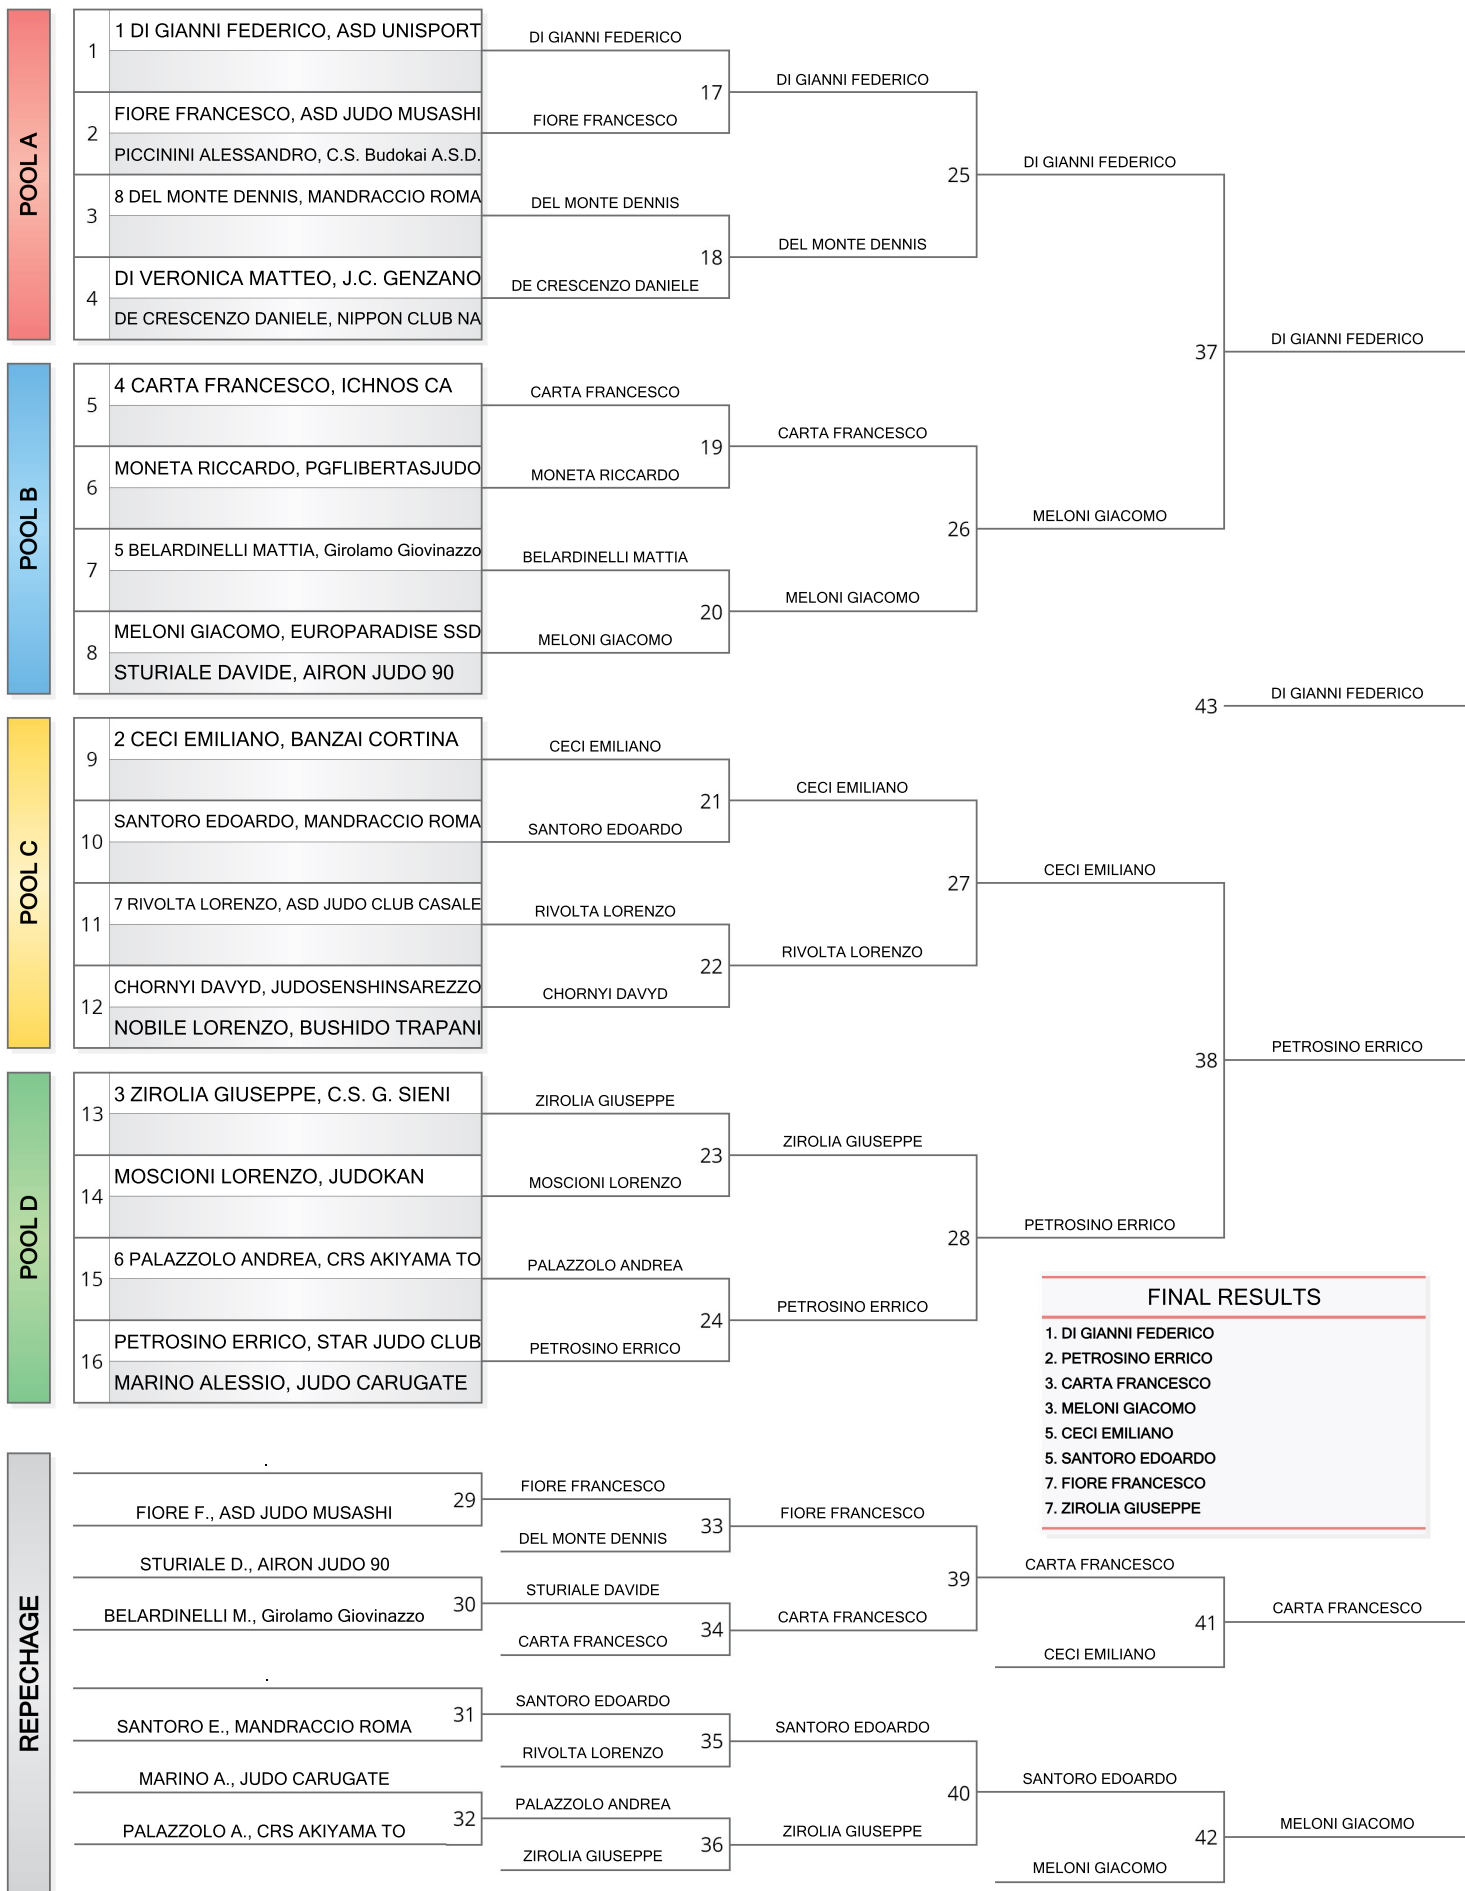 POOL A
1
1 DI GIANNI FEDERICO, ASD UNISPORT
2
FIORE FRANCESCO, ASD JUDO MUSASHI
PICCININI ALESSANDRO, C.S. Budokai A.S.D.
3
8 DEL MONTE DENNIS, MANDRACCIO ROMA
4
DI VERONICA MATTEO, J.C. GENZANO
DE CRESCENZO DANIELE, NIPPON CLUB NA
DI GIANNI FEDERICO
17
FIORE FRANCESCO
DEL MONTE DENNIS
18
DE CRESCENZO DANIELE
DI GIANNI FEDERICO
25
DEL MONTE DENNIS
DI GIANNI FEDERICO
POOL B
5
4 CARTA FRANCESCO, ICHNOS CA
6
MONETA RICCARDO, PGFLIBERTASJUDO
7
5 BELARDINELLI MATTIA, Girolamo Giovinazzo
8
MELONI GIACOMO, EUROPARADISE SSD
STURIALE DAVIDE, AIRON JUDO 90
CARTA FRANCESCO
19
MONETA RICCARDO
BELARDINELLI MATTIA
20
MELONI GIACOMO
CARTA FRANCESCO
26
MELONI GIACOMO
MELONI GIACOMO
37
DI GIANNI FEDERICO
43
DI GIANNI FEDERICO
POOL C
9
2 CECI EMILIANO, BANZAI CORTINA
10
SANTORO EDOARDO, MANDRACCIO ROMA
11
7 RIVOLTA LORENZO, ASD JUDO CLUB CASALE
12
CHORNYI DAVYD, JUDOSENSHINSAREZZO
NOBILE LORENZO, BUSHIDO TRAPANI
CECI EMILIANO
21
SANTORO EDOARDO
RIVOLTA LORENZO
22
CHORNYI DAVYD
CECI EMILIANO
27
RIVOLTA LORENZO
CECI EMILIANO
POOL D
13
3 ZIROLIA GIUSEPPE, C.S. G. SIENI
14
MOSCIONI LORENZO, JUDOKAN
15
6 PALAZZOLO ANDREA, CRS AKIYAMA TO
16
PETROSINO ERRICO, STAR JUDO CLUB
MARINO ALESSIO, JUDO CARUGATE
ZIROLIA GIUSEPPE
23
MOSCIONI LORENZO
PALAZZOLO ANDREA
24
PETROSINO ERRICO
ZIROLIA GIUSEPPE
28
PETROSINO ERRICO
PETROSINO ERRICO
38
PETROSINO ERRICO
FINAL RESULTS
1. DI GIANNI FEDERICO
2. PETROSINO ERRICO
3. CARTA FRANCESCO
3. MELONI GIACOMO
5. CECI EMILIANO
5. SANTORO EDOARDO
7. FIORE FRANCESCO
7. ZIROLIA GIUSEPPE
REPECHAGE
.
29
FIORE F., ASD JUDO MUSASHI
STURIALE D., AIRON JUDO 90
30
BELARDINELLI M., Girolamo Giovinazzo
FIORE FRANCESCO
33
DEL MONTE DENNIS
STURIALE DAVIDE
34
CARTA FRANCESCO
FIORE FRANCESCO
39
CARTA FRANCESCO
CARTA FRANCESCO
41
CECI EMILIANO
CARTA FRANCESCO
.
31
SANTORO E., MANDRACCIO ROMA
MARINO A., JUDO CARUGATE
32
PALAZZOLO A., CRS AKIYAMA TO
SANTORO EDOARDO
35
RIVOLTA LORENZO
PALAZZOLO ANDREA
36
ZIROLIA GIUSEPPE
SANTORO EDOARDO
40
ZIROLIA GIUSEPPE
SANTORO EDOARDO
42
MELONI GIACOMO
MELONI GIACOMO